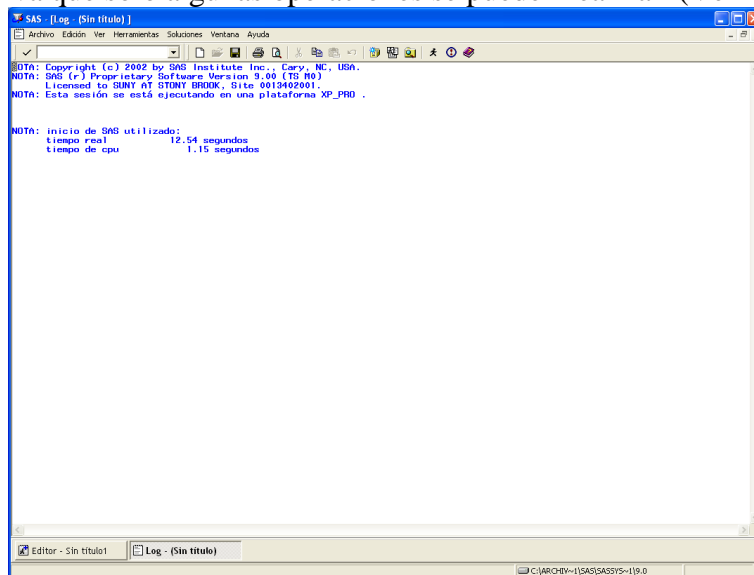 SAS - [Log - (Sin título) ]
Archivo Edición Ver Herramientas Soluciones Ventana Ayuda
NOTA: Copyright (c) 2002 by SAS Institute Inc., Cary, NC, USA.
NOTA: SAS (r) Proprietary Software Version 9.00 (TS M0)
Licensed to SUNY AT STONY BROOK, Site 0013402001.
NOTA: Esta sesión se está ejecutando en una plataforma XP_PRO .
NOTA: inicio de SAS utilizado:
tiempo real 12.54 segundos
tiempo de cpu 1.15 segundos
Editor - Sin título1 Log - (Sin título)
C:\ARCHIV~1\SAS\SASSYS~1\9.0